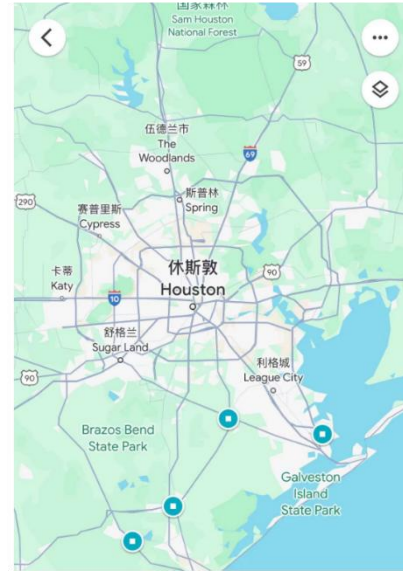 国家森林
Sam Houston
National Forest
59
伍德兰市
The
Woodlands
69
斯普林
Spring
290
赛普里斯
Cypress
休斯敦
Houston
卡蒂
Katy
90
10
舒格兰
Sugar Land
利格城
League City
90
Brazos Bend
State Park
Galveston
Island
State Park